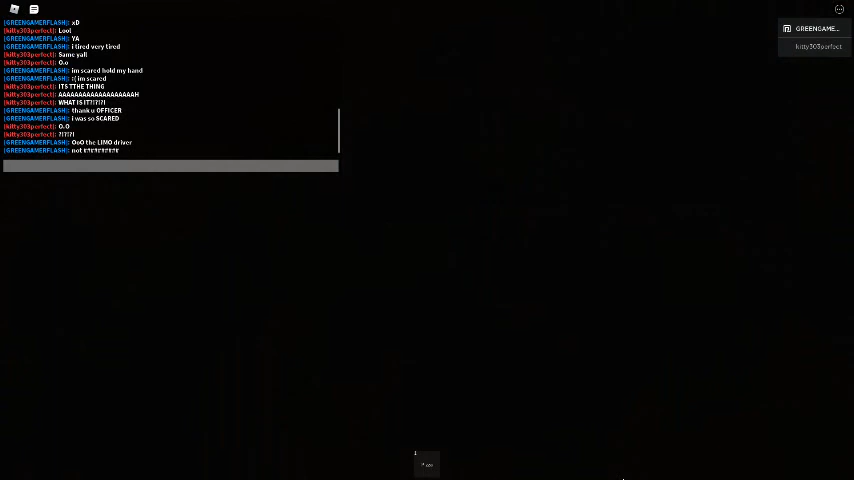 [GREENGAMERFLASH]: xD
[kitty303perfect]: Lool
[GREENGAMERFLASH]: YA
[GREENGAMERFLASH]: i tired very tired
[kitty303perfect]: Same yall
[kitty303perfect]: O.o
[GREENGAMERFLASH]: im scared hold my hand
[GREENGAMERFLASH]: :( im scared
[kitty303perfect]: ITS TTHE THING
[kitty303perfect]: AAAAAAAAAAAAAAAAAAAH
[kitty303perfect]: WHAT IS IT?!?!?!
[GREENGAMERFLASH]: thank u OFFICER
[GREENGAMERFLASH]: i was so SCARED
[kitty303perfect]: O.O
[kitty303perfect]: ?!?!?!
[GREENGAMERFLASH]: OoO the LIMO driver
[GREENGAMERFLASH]: not ##########
GREENGAME...
kitty303perfect
1